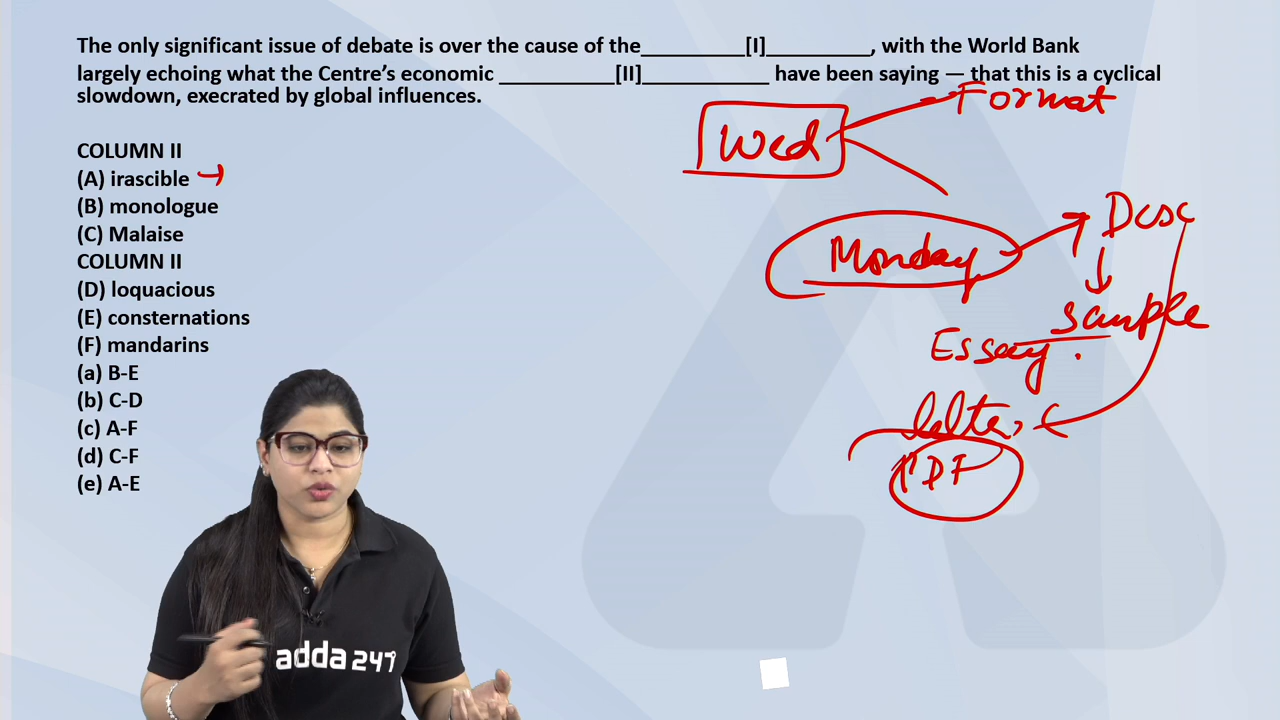 The only significant issue of debate is over the cause of the__________[I]__________, with the World Bank
largely echoing what the Centre's economic ___________[II]____________ have been saying — that this is a cyclical
slowdown, execrated by global influences.
COLUMN II
(A) irascible
(B) monologue
(C) Malaise
COLUMN II
(D) loquacious
(E) consternations
(F) mandarins
(a) B-E
(b) C-D
(c) A-F
(d) C-F
(e) A-E
Format
Wed
Desc
Monday
sample
Essay
PDF
adda 247